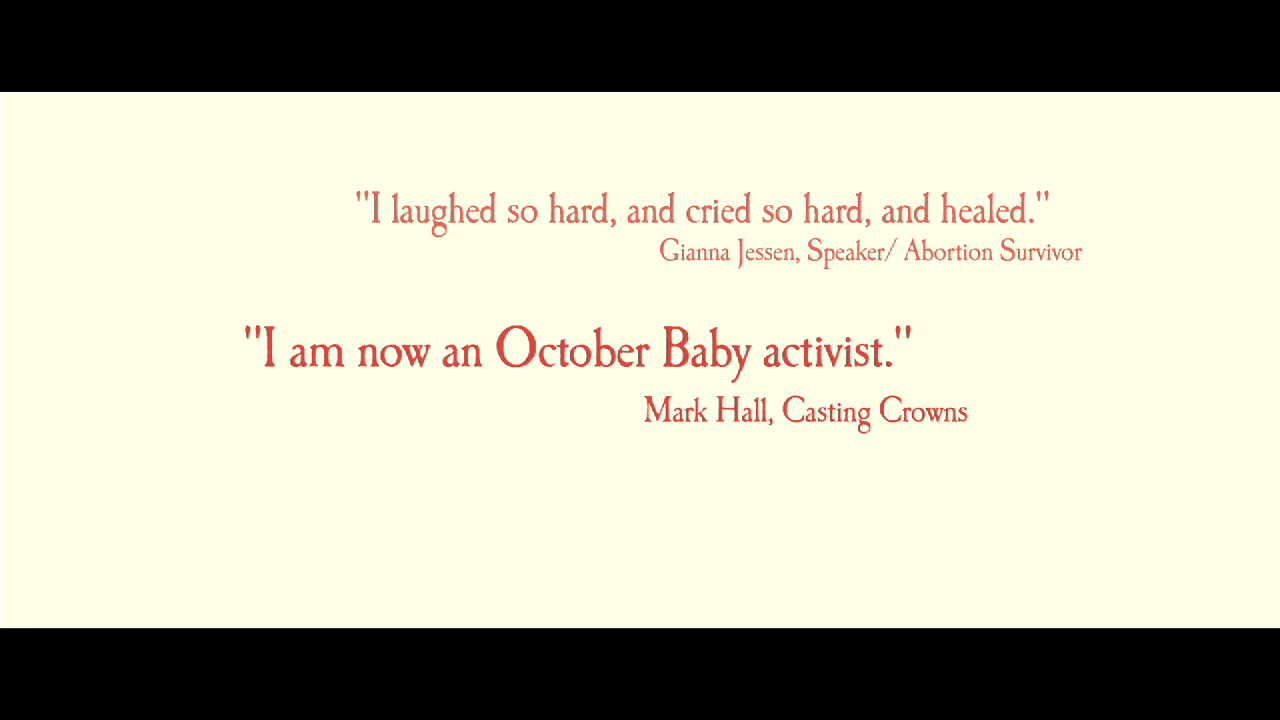 "I laughed so hard, and cried so hard, and healed."
Gianna Jessen, Speaker/ Abortion Survivor
"I am now an October Baby activist."
Mark Hall, Casting Crowns